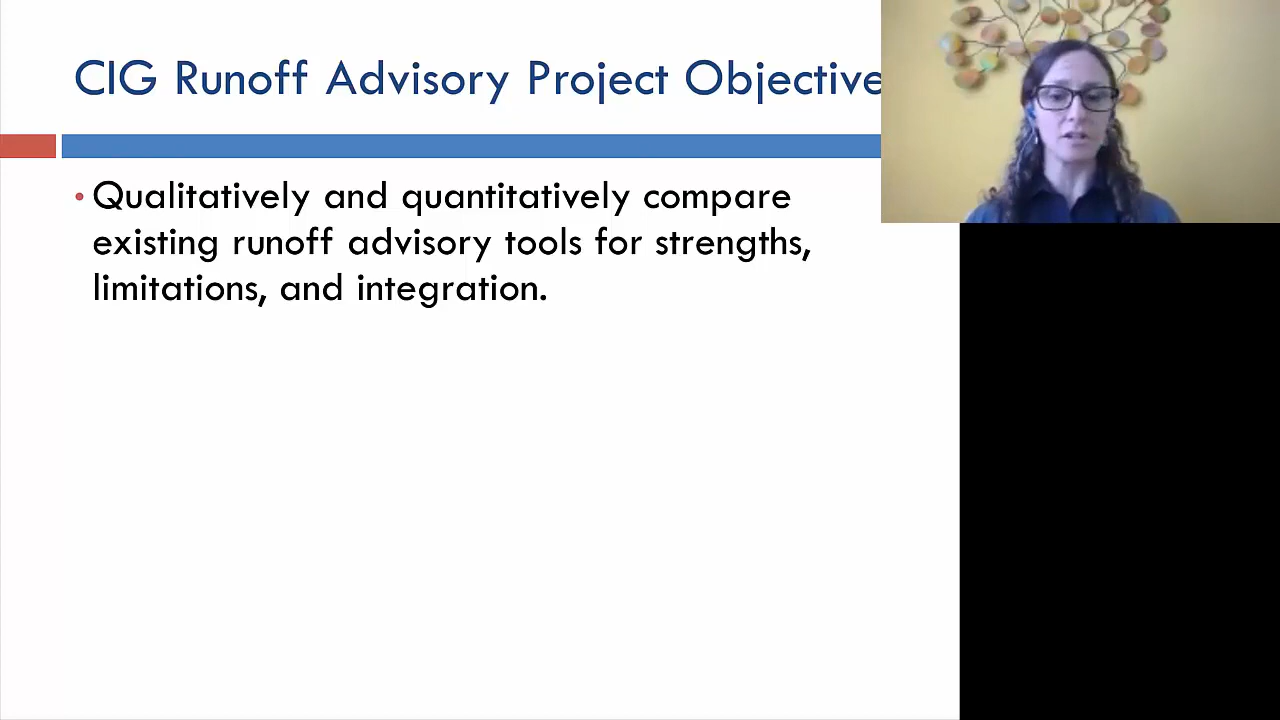 CIG Runoff Advisory Project Objective
• Qualitatively and quantitatively compare
existing runoff advisory tools for strengths,
limitations, and integration.